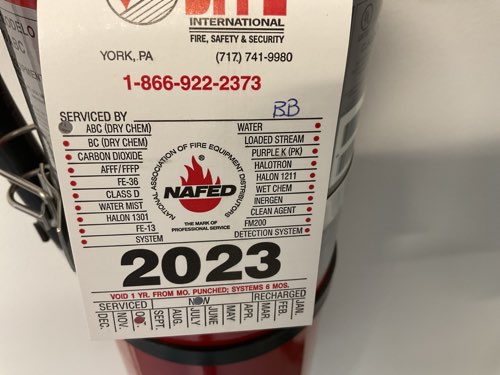 INTERNATIONAL
FIRE, SAFETY & SECURITY
YORK, PA (717) 741-9980
1-866-922-2373
SERVICED BY BB
ABC (DRY CHEM)
BC (DRY CHEM)
CARBON DIOXIDE
AFFF/FFFP
FE-36
CLASS D
WATER MIST
HALON 1301
FE-13
SYSTEM
NATIONAL ASSOCIATION OF FIRE EQUIPMENT DISTRIBUTORS
NAFED
THE MARK OF
PROFESSIONAL SERVICE
WATER
LOADED STREAM
PURPLE K (PK)
HALOTRON
HALON 1211
WET CHEM
INERGEN
CLEAN AGENT
FM200
DETECTION SYSTEM
2023
VOID 1 YR. FROM MO. PUNCHED; SYSTEMS 6 MOS.
SERVICED NEW RECHARGED
DEC. NOV. SEPT. AUG. JULY JUNE MAY APR. MAR. FEB. JAN.